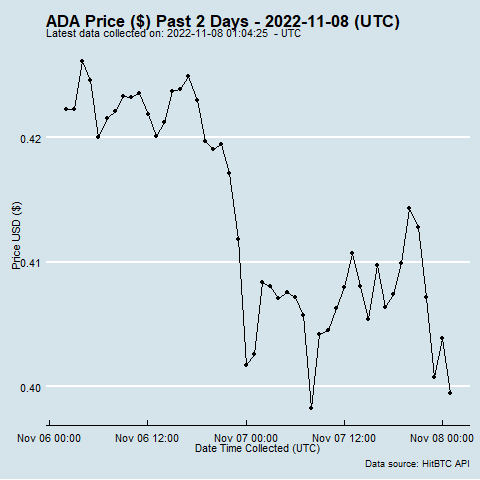 ADA Price ($) Past 2 Days - 2022-11-08 (UTC)
Latest data collected on: 2022-11-08 01:04:25 - UTC
Price USD ($)
0.42
0.41
0.40
Nov 06 00:00 Nov 06 12:00 Nov 07 00:00 Nov 07 12:00 Nov 08 00:00
Date Time Collected (UTC)
Data source: HitBTC API